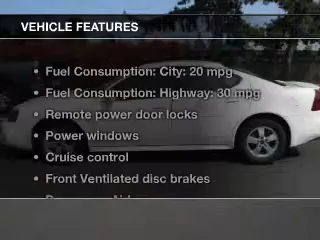 VEHICLE FEATURES
• Fuel Consumption: City: 20 mpg
• Fuel Consumption: Highway: 30 mpg
• Remote power door locks
• Power windows
• Cruise control
• Front Ventilated disc brakes